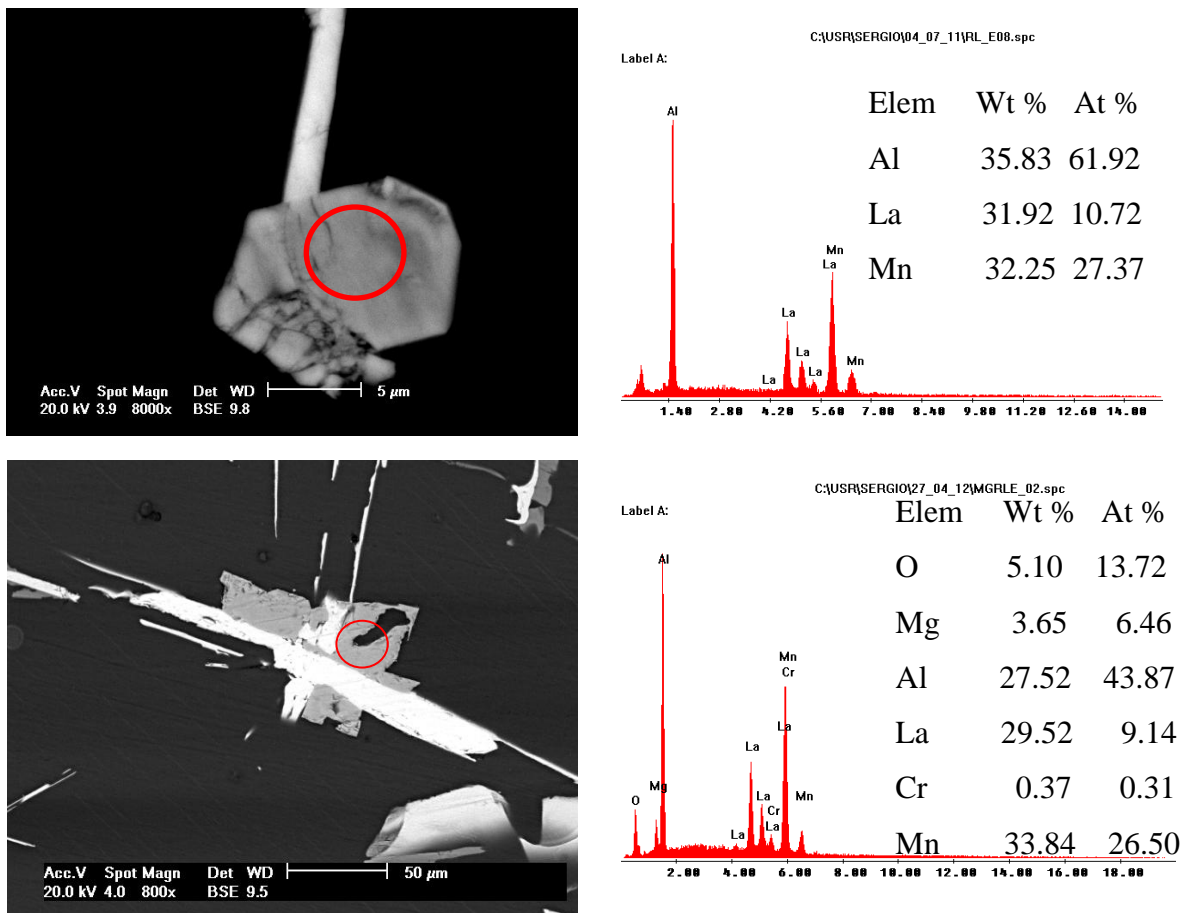 Acc.V Spot Magn Det WD 5 µm
20.0 kV 3.9 8000x BSE 9.8
C:\USR\SERGIO\04_07_11\RL_E08.spc
Label A:
Elem Wt % At %
Al 35.83 61.92
La 31.92 10.72
Mn 32.25 27.37
Al
Mn
La
La
La
La
La
Mn
1.40 2.80 4.20 5.60 7.00 8.40 9.80 11.20 12.60 14.00
Acc.V Spot Magn Det WD 50 µm
20.0 kV 4.0 800x BSE 9.5
C:\USR\SERGIO\27_04_12\MGRLE_02.spc
Label A:
Elem Wt % At %
O 5.10 13.72
Mg 3.65 6.46
Al 27.52 43.87
La 29.52 9.14
Cr 0.37 0.31
Mn 33.84 26.50
Al
Mn
Cr
La
La
Mg
La
Mn
O
Cr
La
La
2.00 4.00 6.00 8.00 10.00 12.00 14.00 16.00 18.00